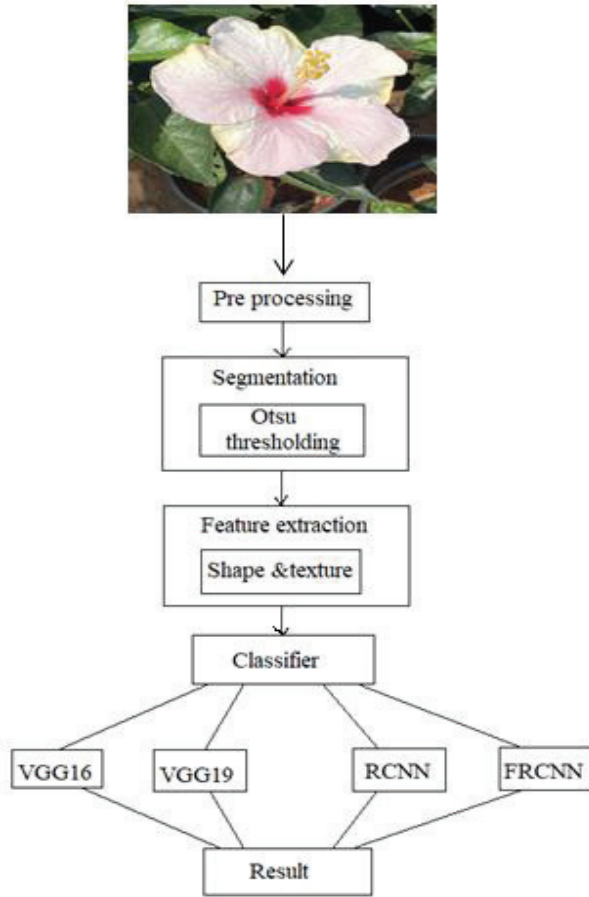 Pre processing
Segmentation
Otsu
thresholding
Feature extraction
Shape &texture
Classifier
VGG16
VGG19
RCNN
FRCNN
Result